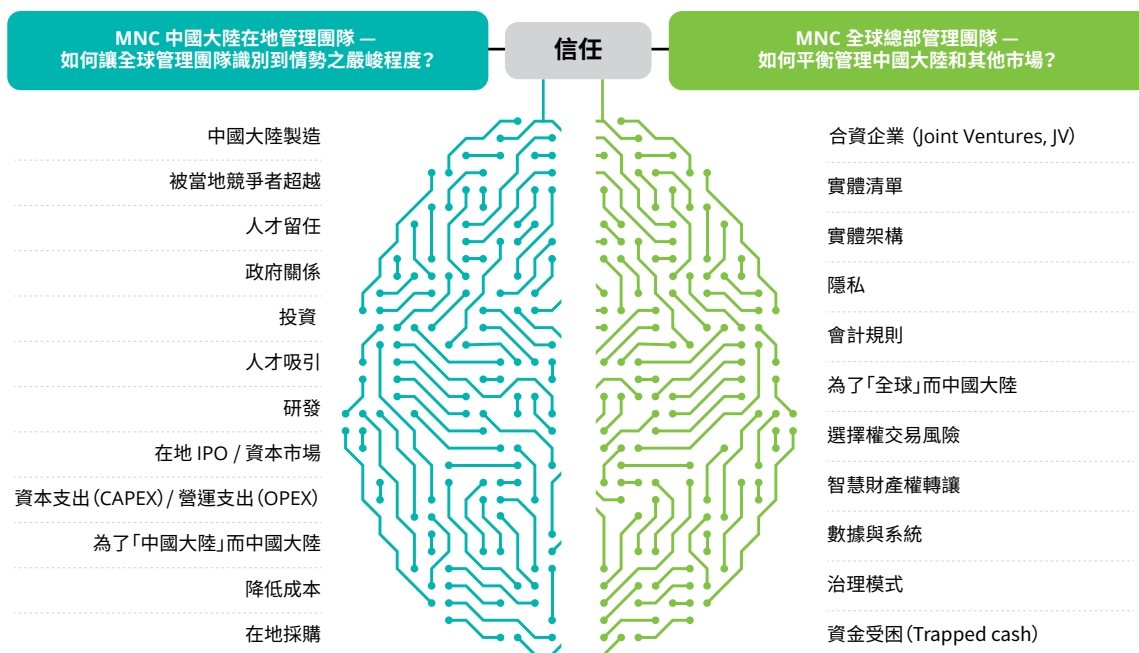 MNC 中國大陸在地管理團隊 —
如何讓全球管理團隊識別到情勢之嚴峻程度？
信任
MNC 全球總部管理團隊 —
如何平衡管理中國大陸和其他市場？
中國大陸製造
被當地競爭者超越
人才留任
政府關係
投資
人才吸引
研發
在地 IPO / 資本市場
資本支出（CAPEX）/ 營運支出（OPEX）
為了「中國大陸」而中國大陸
降低成本
在地採購
合資企業（Joint Ventures, JV）
實體清單
實體架構
隱私
會計規則
為了「全球」而中國大陸
選擇權交易風險
智慧財產權轉讓
數據與系統
治理模式
資金受困（Trapped cash）